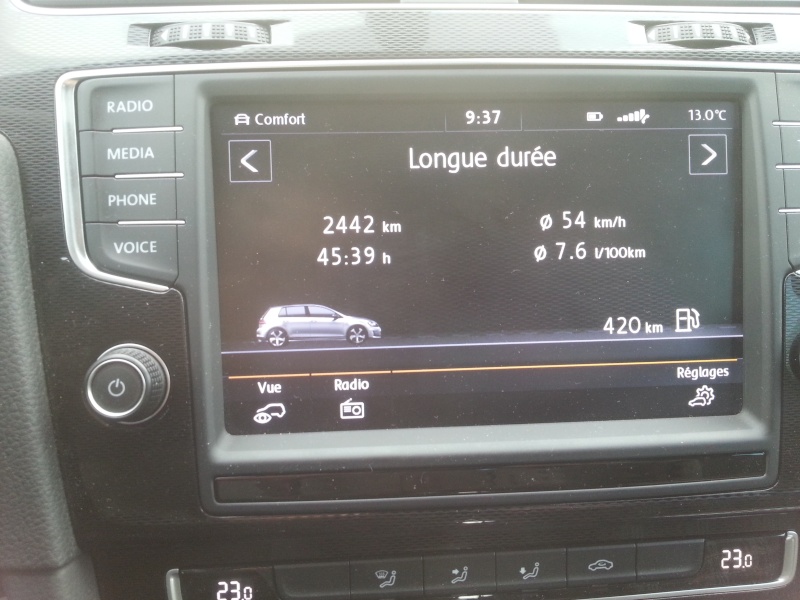 RADIO
MEDIA
PHONE
VOICE
Comfort 9:37 13.0°C
Longue durée
2442 km ø 54 km/h
45:39 h ø 7.6 l/100km
420 km
Vue Radio Réglages
23.0 23.0